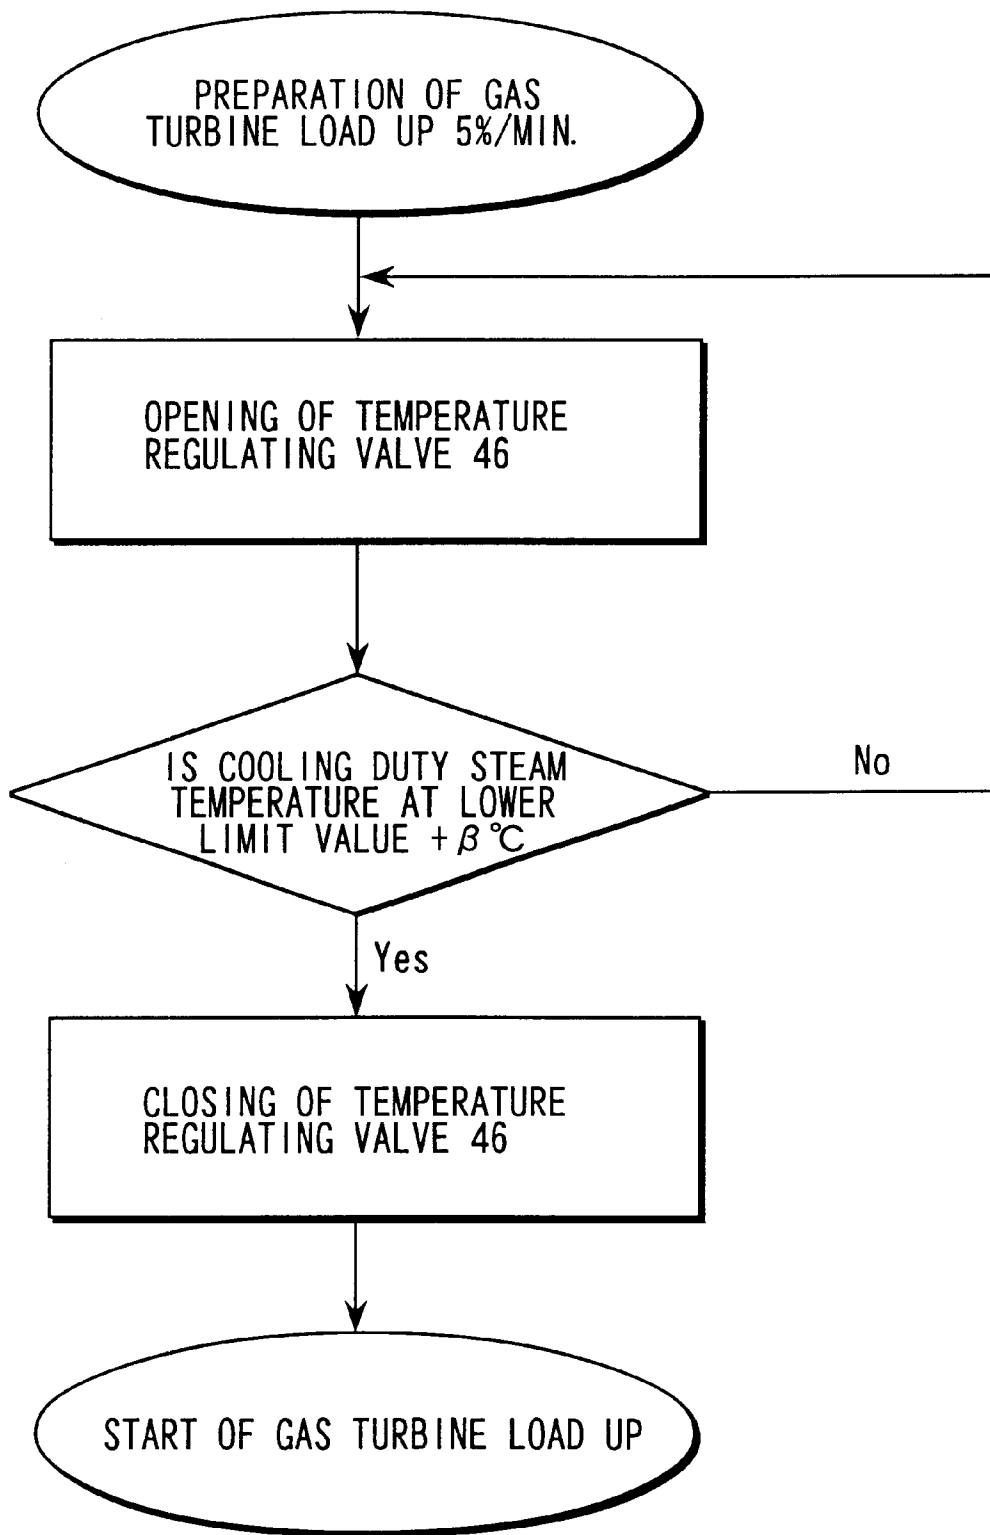 PREPARATION OF GAS
TURBINE LOAD UP 5%/MIN.
OPENING OF TEMPERATURE
REGULATING VALVE 46
IS COOLING DUTY STEAM
TEMPERATURE AT LOWER
LIMIT VALUE +β℃
No
Yes
CLOSING OF TEMPERATURE
REGULATING VALVE 46
START OF GAS TURBINE LOAD UP